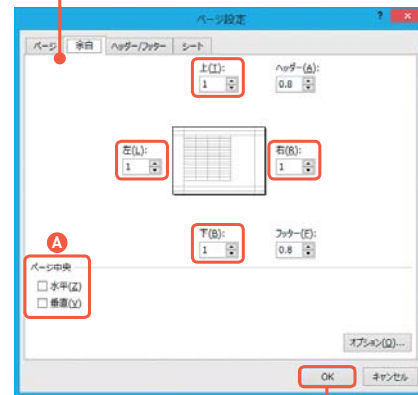 ページ設定
? ×
ページ 余白 ヘッダー/フッター シート
上(T): ヘッダー(A):
1 0.8
左(L): 右(R):
1 1
下(B): フッター(F):
1 0.8
A
ページ中央
水平(Z)
垂直(V)
オプション(O)...
OK キャンセル